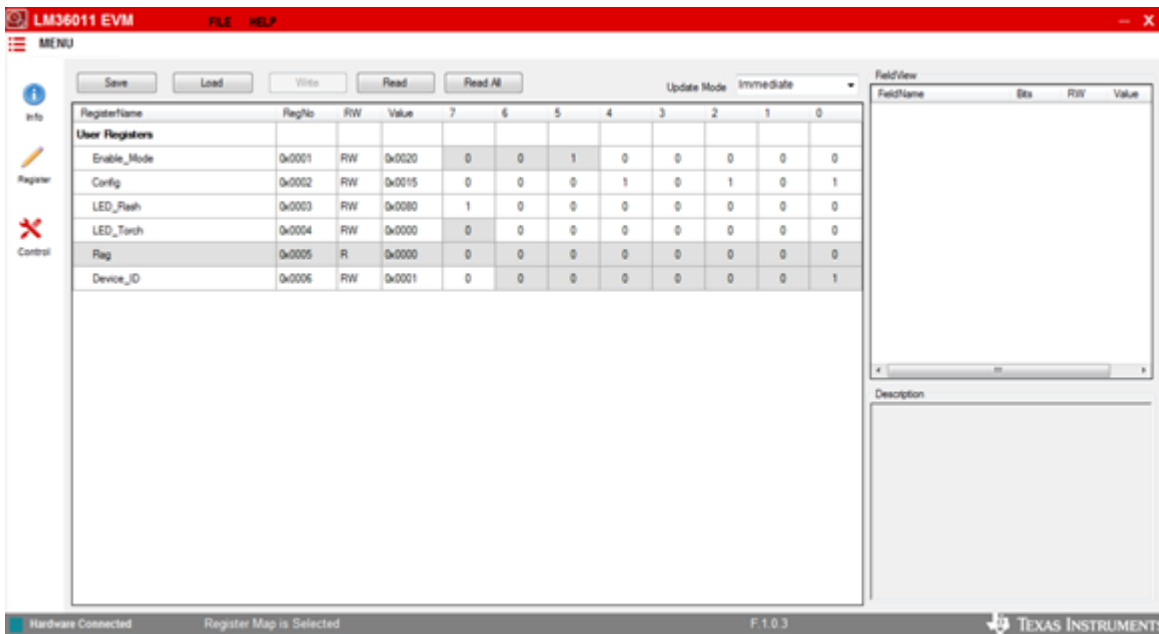 LM36011 EVM FILE HELP
MENU
Info
Register
Control
Save Load Write Read Read All Update Mode Immediate
RegisterName RegNo RW Value 7 6 5 4 3 2 1 0
User Registers
Enable_Mode 0x0001 RW 0x0020 0 0 1 0 0 0 0 0
Config 0x0002 RW 0x0015 0 0 0 1 0 1 0 1
LED_Flash 0x0003 RW 0x0080 1 0 0 0 0 0 0 0
LED_Torch 0x0004 RW 0x0000 0 0 0 0 0 0 0 0
Flag 0x0005 R 0x0000 0 0 0 0 0 0 0 0
Device_ID 0x0006 RW 0x0001 0 0 0 0 0 0 0 1
FieldView
FieldName Bits RW Value
Description
Hardware Connected Register Map is Selected F.1.0.3 TEXAS INSTRUMENTS